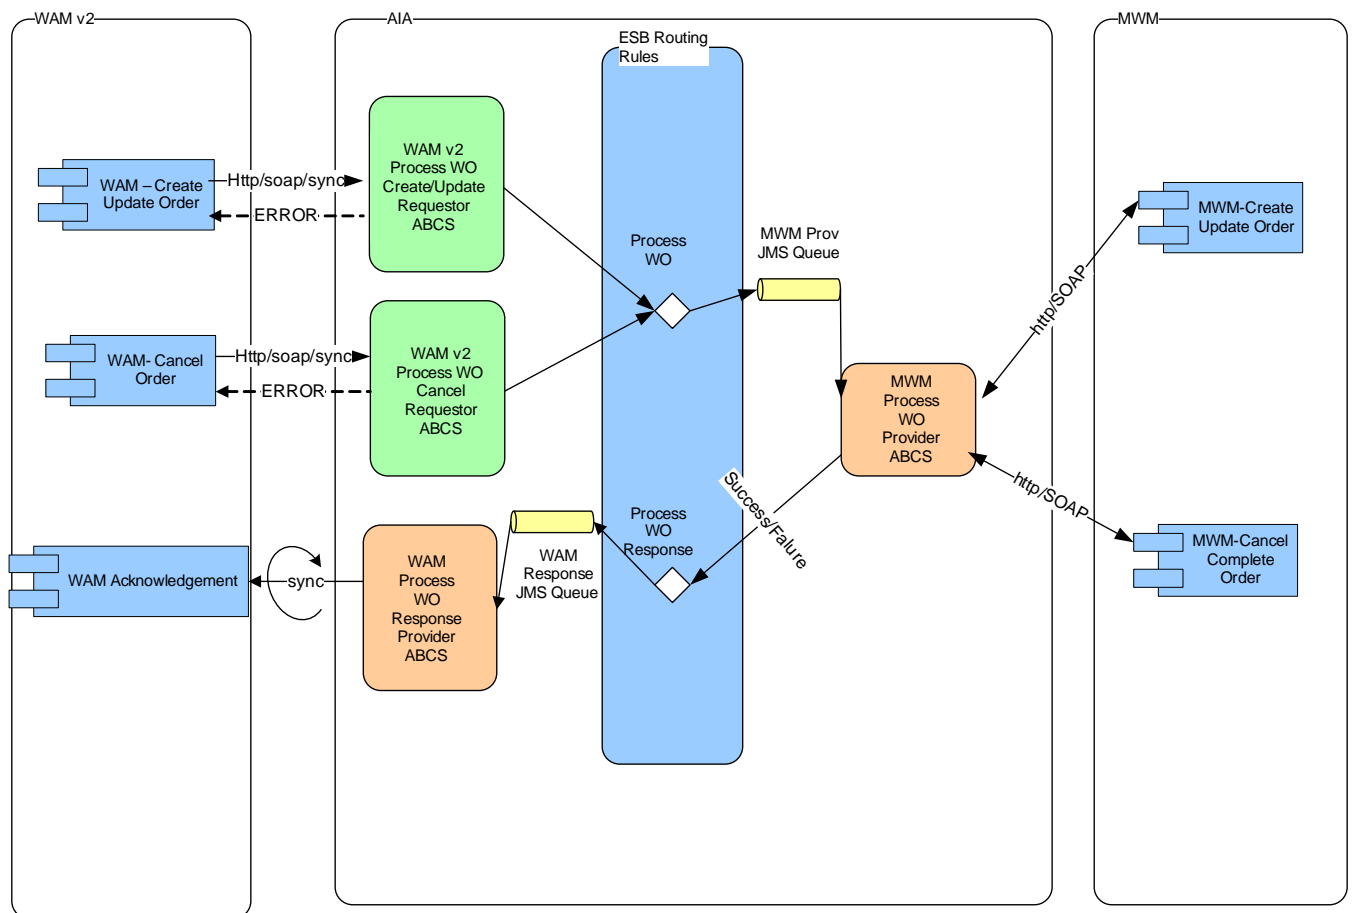 WAM v2
AIA
MWM
ESB Routing
Rules
WAM – Create
Update Order
Http/soap/sync
ERROR
WAM v2
Process WO
Create/Update
Requestor
ABCS
Process
WO
MWM Prov
JMS Queue
MWM-Create
Update Order
http/SOAP
WAM- Cancel
Order
Http/soap/sync
ERROR
WAM v2
Process WO
Cancel
Requestor
ABCS
MWM
Process
WO
Provider
ABCS
http/SOAP
Success/Falure
MWM-Cancel
Complete
Order
WAM Acknowledgement
sync
WAM
Process
WO
Response
Provider
ABCS
WAM
Response
JMS Queue
Process
WO
Response